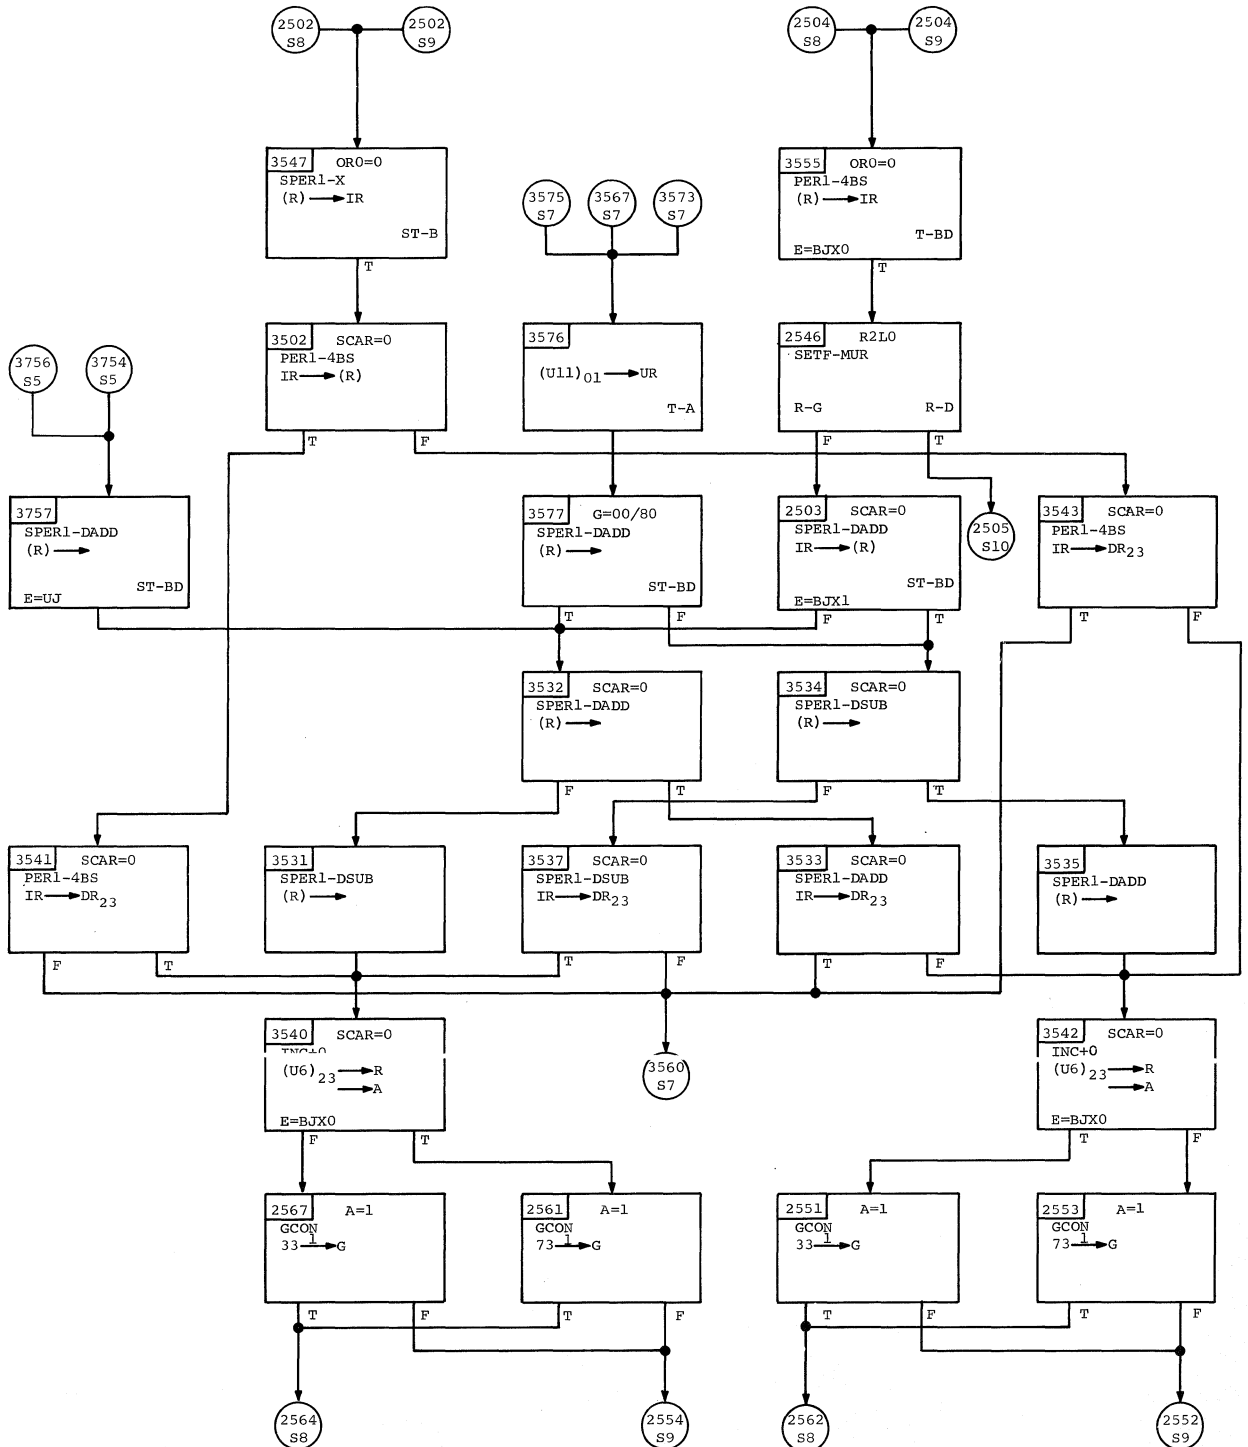 2502 S8
2502 S9
2504 S8
2504 S9
3547 OR0=0
SPER1-X
(R) → IR
ST-B
T
3575 S7
3567 S7
3573 S7
3555 OR0=0
PER1-4BS
(R) → IR
T-BD
E=BJX0
T
3756 S5
3754 S5
3502 SCAR=0
PER1-4BS
IR → (R)
T F
3576
(U11)01 → UR
T-A
2546 R2L0
SETF-MUR
R-G R-D
F T
3757
SPER1-DADD
(R) →
ST-BD
E=UJ
3577 G=00/80
SPER1-DADD
(R) →
ST-BD
T F
2503 SCAR=0
SPER1-DADD
IR → (R)
ST-BD
E=BJX1
F T
2505 S10
3543 SCAR=0
PER1-4BS
IR → DR23
T F
3532 SCAR=0
SPER1-DADD
(R) →
F T
3534 SCAR=0
SPER1-DSUB
(R) →
F T
3541 SCAR=0
PER1-4BS
IR → DR23
F T
3531
SPER1-DSUB
(R) →
3537 SCAR=0
SPER1-DSUB
IR → DR23
T F
3533 SCAR=0
SPER1-DADD
IR → DR23
T F
3535
SPER1-DADD
(R) →
3540 SCAR=0
INC+0
(U6)23 → R
→ A
E=BJX0
F T
3560 S7
3542 SCAR=0
INC+0
(U6)23 → R
→ A
E=BJX0
T F
2567 A=1
GCON
33 1→ G
T F
2561 A=1
GCON
73 1→ G
T F
2551 A=1
GCON
33 1→ G
T F
2553 A=1
GCON
73 1→ G
T F
2564 S8
2554 S9
2562 S8
2552 S9